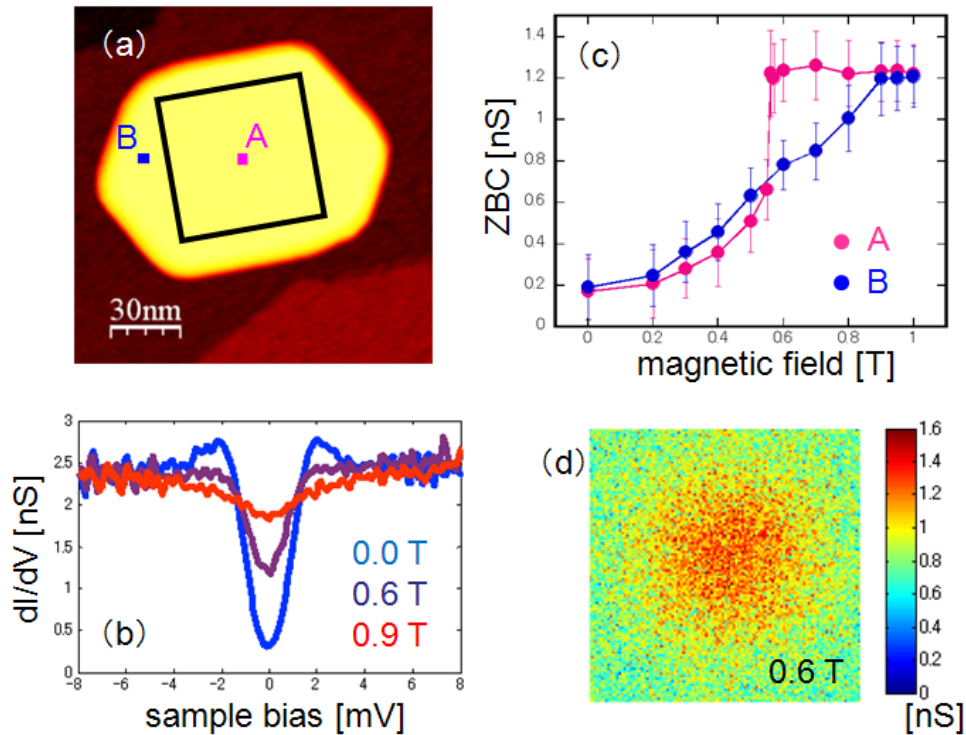 (a)
B
A
30nm
(c)
ZBC [nS]
1.4
1.2
1
0.8
0.6
0.4
0.2
0
A
B
0
0.2
0.4
0.6
0.8
1
magnetic field [T]
(b)
dI/dV [nS]
3
2.5
2
1.5
1
0.5
0
0.0 T
0.6 T
0.9 T
-8
-6
-4
-2
0
2
4
6
8
sample bias [mV]
(d)
0.6 T
1.6
1.4
1.2
1
0.8
0.6
0.4
0.2
0
[nS]